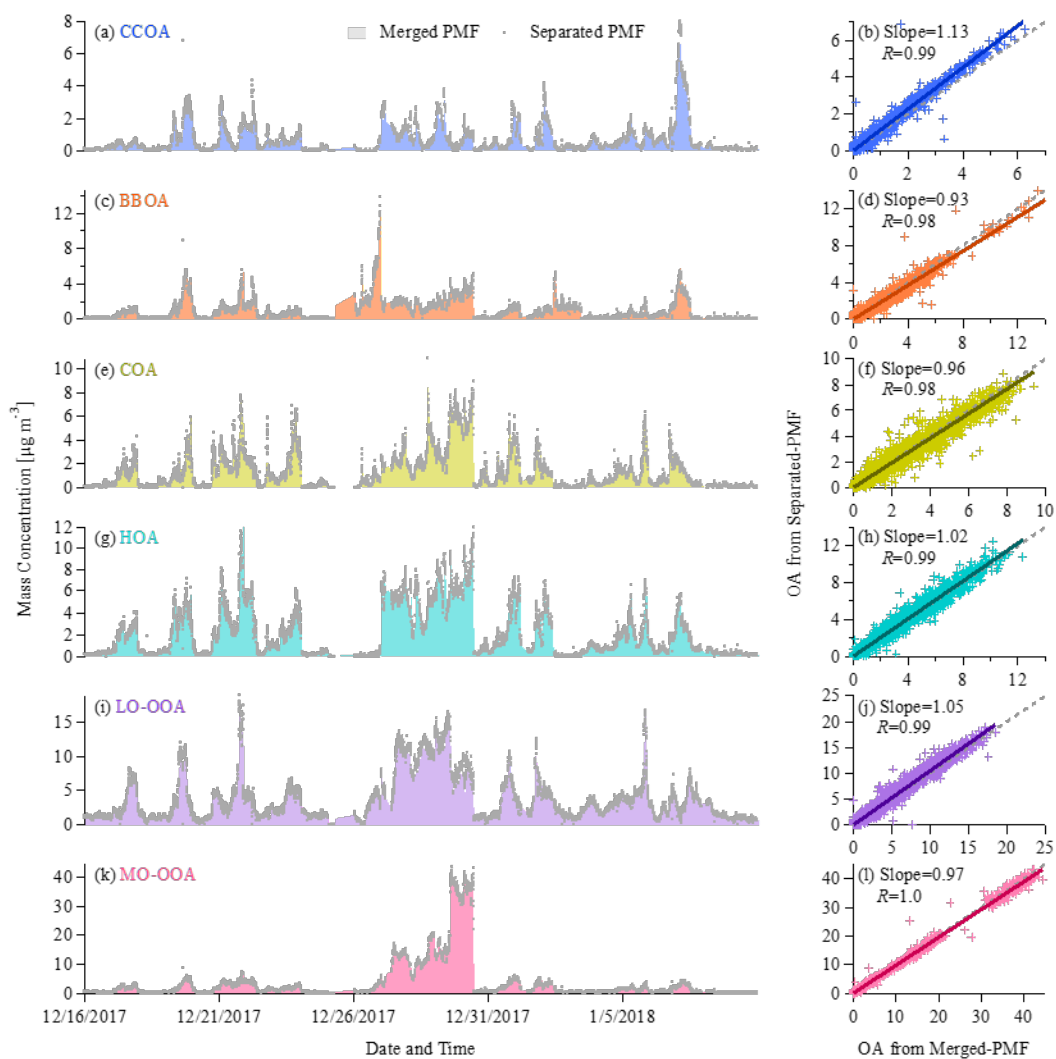 (a) CCOA
Merged PMF
Separated PMF
8
6
4
2
0
(b) Slope=1.13
R=0.99
6
4
2
0
0 2 4 6
(c) BBOA
12
8
4
0
(d) Slope=0.93
R=0.98
12
8
4
0
0 4 8 12
(e) COA
10
8
6
4
2
0
(f) Slope=0.96
R=0.98
10
8
6
4
2
0
0 2 4 6 8 10
(g) HOA
12
10
8
6
4
2
0
(h) Slope=1.02
R=0.99
12
8
4
0
0 4 8 12
(i) LO-OOA
15
10
5
0
(j) Slope=1.05
R=0.99
25
20
15
10
5
0
0 5 10 15 20 25
(k) MO-OOA
40
30
20
10
0
12/16/2017 12/21/2017 12/26/2017 12/31/2017 1/5/2018
Date and Time
(l) Slope=0.97
R=1.0
40
30
20
10
0
0 10 20 30 40
OA from Merged-PMF
Mass Concentration [µg m⁻³]
OA from Separated-PMF